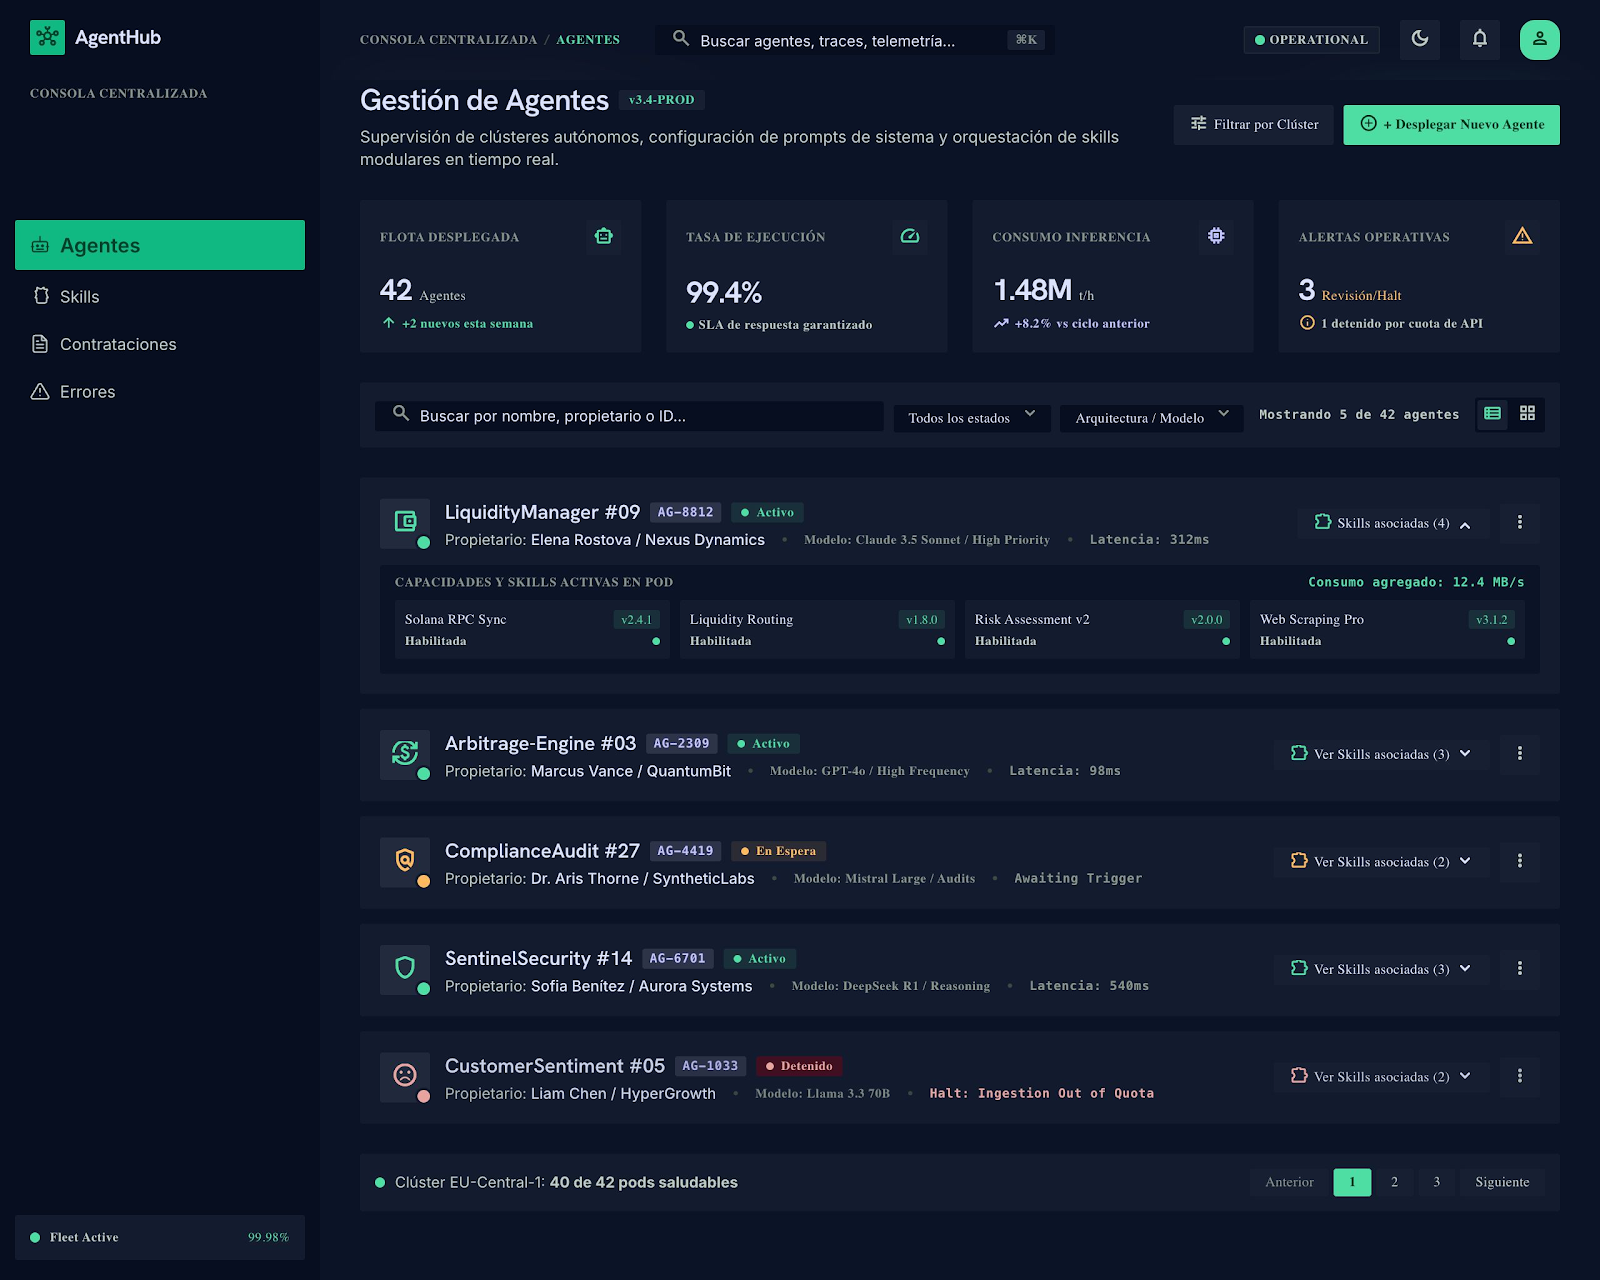 AgentHub
CONSOLA CENTRALIZADA
Agentes
Skills
Contrataciones
Errores
Fleet Active 99.98%
CONSOLA CENTRALIZADA / AGENTES
Buscar agentes, traces, telemetría... ⌘K
OPERATIONAL
Gestión de Agentes v3.4-PROD
Supervisión de clústeres autónomos, configuración de prompts de sistema y orquestación de skills
modulares en tiempo real.
Filtrar por Clúster
+ Desplegar Nuevo Agente
FLOTA DESPLEGADA
42 Agentes
+2 nuevos esta semana
TASA DE EJECUCIÓN
99.4%
SLA de respuesta garantizado
CONSUMO INFERENCIA
1.48M t/h
+8.2% vs ciclo anterior
ALERTAS OPERATIVAS
3 Revisión/Halt
1 detenido por cuota de API
Buscar por nombre, propietario o ID...
Todos los estados
Arquitectura / Modelo
Mostrando 5 de 42 agentes
LiquidityManager #09 AG-8812 Activo
Propietario: Elena Rostova / Nexus Dynamics • Modelo: Claude 3.5 Sonnet / High Priority • Latencia: 312ms
Skills asociadas (4)
CAPACIDADES Y SKILLS ACTIVAS EN POD
Consumo agregado: 12.4 MB/s
Solana RPC Sync v2.4.1
Habilitada
Liquidity Routing v1.8.0
Habilitada
Risk Assessment v2 v2.0.0
Habilitada
Web Scraping Pro v3.1.2
Habilitada
Arbitrage-Engine #03 AG-2309 Activo
Propietario: Marcus Vance / QuantumBit • Modelo: GPT-4o / High Frequency • Latencia: 98ms
Ver Skills asociadas (3)
ComplianceAudit #27 AG-4419 En Espera
Propietario: Dr. Aris Thorne / SyntheticLabs • Modelo: Mistral Large / Audits • Awaiting Trigger
Ver Skills asociadas (2)
SentinelSecurity #14 AG-6701 Activo
Propietario: Sofia Benítez / Aurora Systems • Modelo: DeepSeek R1 / Reasoning • Latencia: 540ms
Ver Skills asociadas (3)
CustomerSentiment #05 AG-1033 Detenido
Propietario: Liam Chen / HyperGrowth • Modelo: Llama 3.3 70B • Halt: Ingestion Out of Quota
Ver Skills asociadas (2)
Clúster EU-Central-1: 40 de 42 pods saludables
Anterior 1 2 3 Siguiente